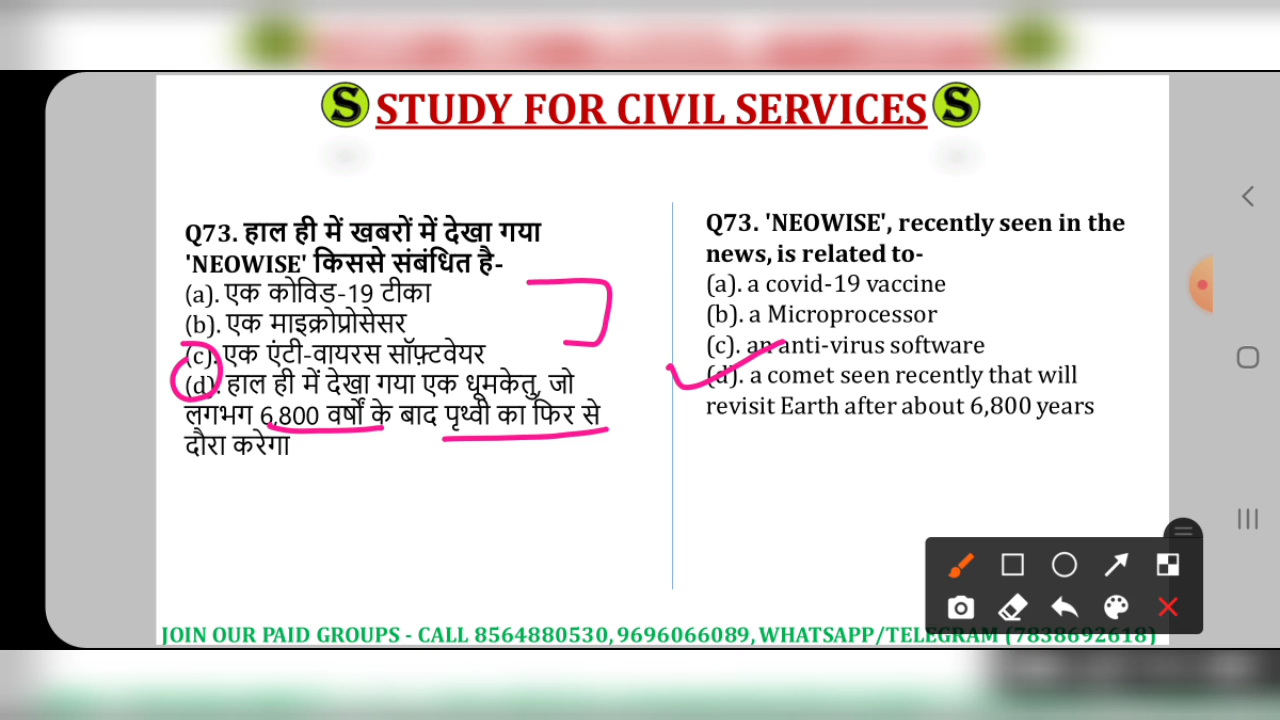 S STUDY FOR CIVIL SERVICES S
Q73. हाल ही में खबरों में देखा गया
'NEOWISE' किससे संबंधित है-
(a). एक कोविड-19 टीका
(b). एक माइक्रोप्रोसेसर
(c). एक एंटी-वायरस सॉफ़्टवेयर
(d). हाल ही में देखा गया एक धूमकेतु, जो
लगभग 6,800 वर्षों के बाद पृथ्वी का फिर से
दौरा करेगा
Q73. 'NEOWISE', recently seen in the
news, is related to-
(a). a covid-19 vaccine
(b). a Microprocessor
(c). an anti-virus software
(d). a comet seen recently that will
revisit Earth after about 6,800 years
JOIN OUR PAID GROUPS - CALL 8564880530, 9696066089, WHATSAPP/TELEGRAM (7838692618)